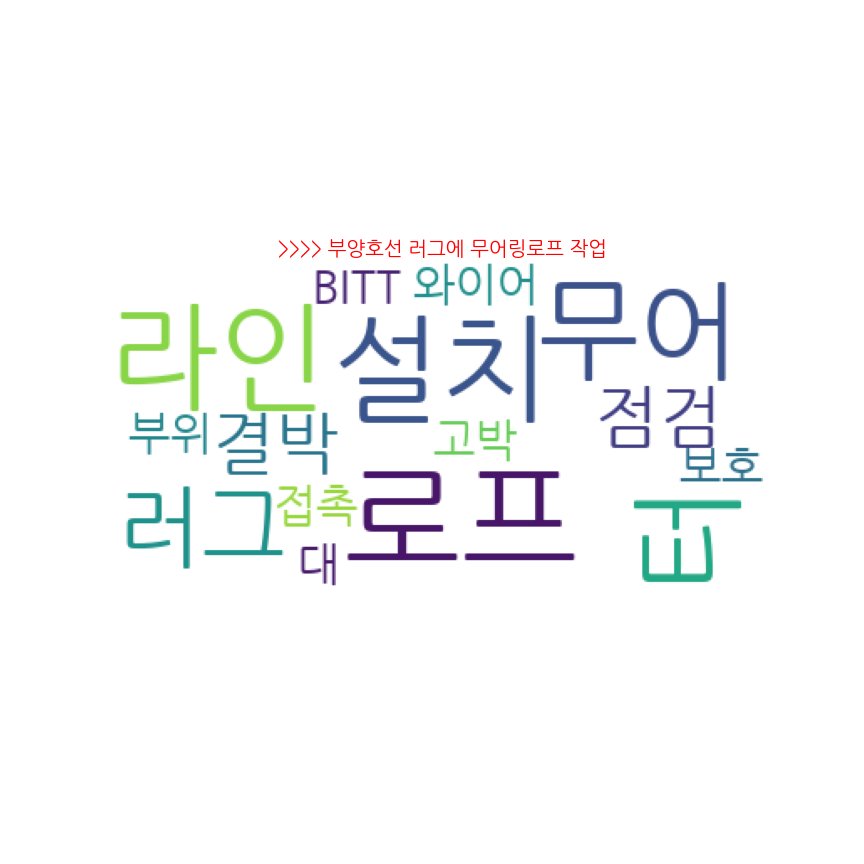 >>>> 부양호선 러그에 무어링로프 작업
BITT 와이어 무어
라인 설치
부위 결박 고박 점검
보호
러그 접촉 로프 터
대